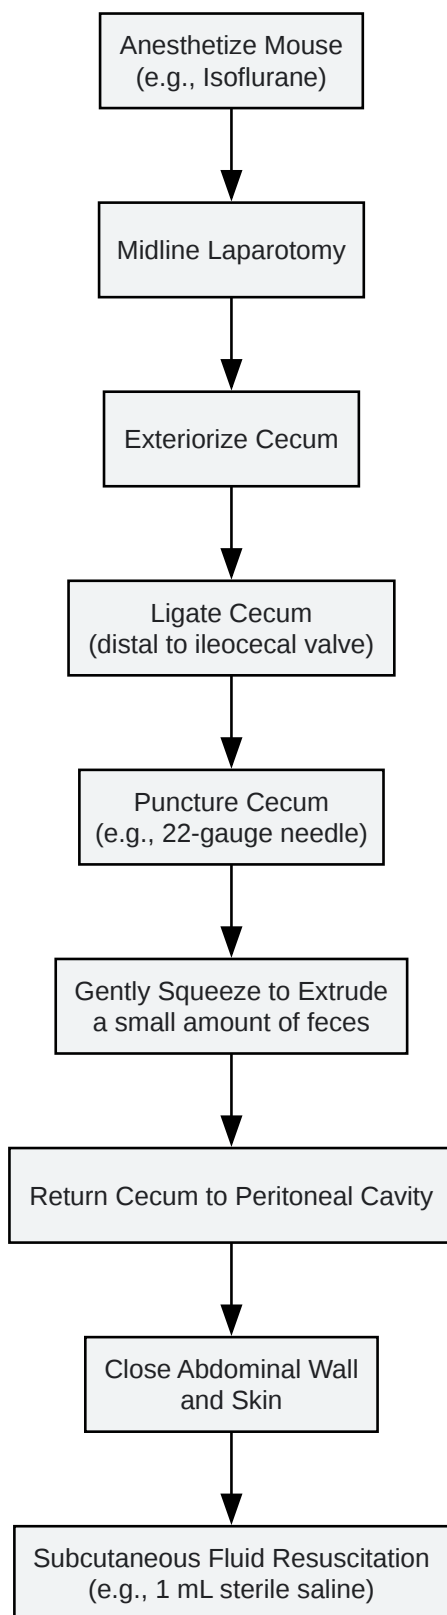 Anesthetize Mouse
(e.g., Isoflurane)
Midline Laparotomy
Exteriorize Cecum
Ligate Cecum
(distal to ileocecal valve)
Puncture Cecum
(e.g., 22-gauge needle)
Gently Squeeze to Extrude
a small amount of feces
Return Cecum to Peritoneal Cavity
Close Abdominal Wall
and Skin
Subcutaneous Fluid Resuscitation
(e.g., 1 mL sterile saline)